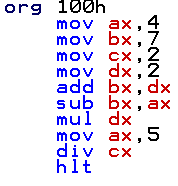 org 100h
mov ax,4
mov bx,7
mov cx,2
mov dx,2
add bx,dx
sub bx,ax
mul dx
mov ax,5
div cx
hlt